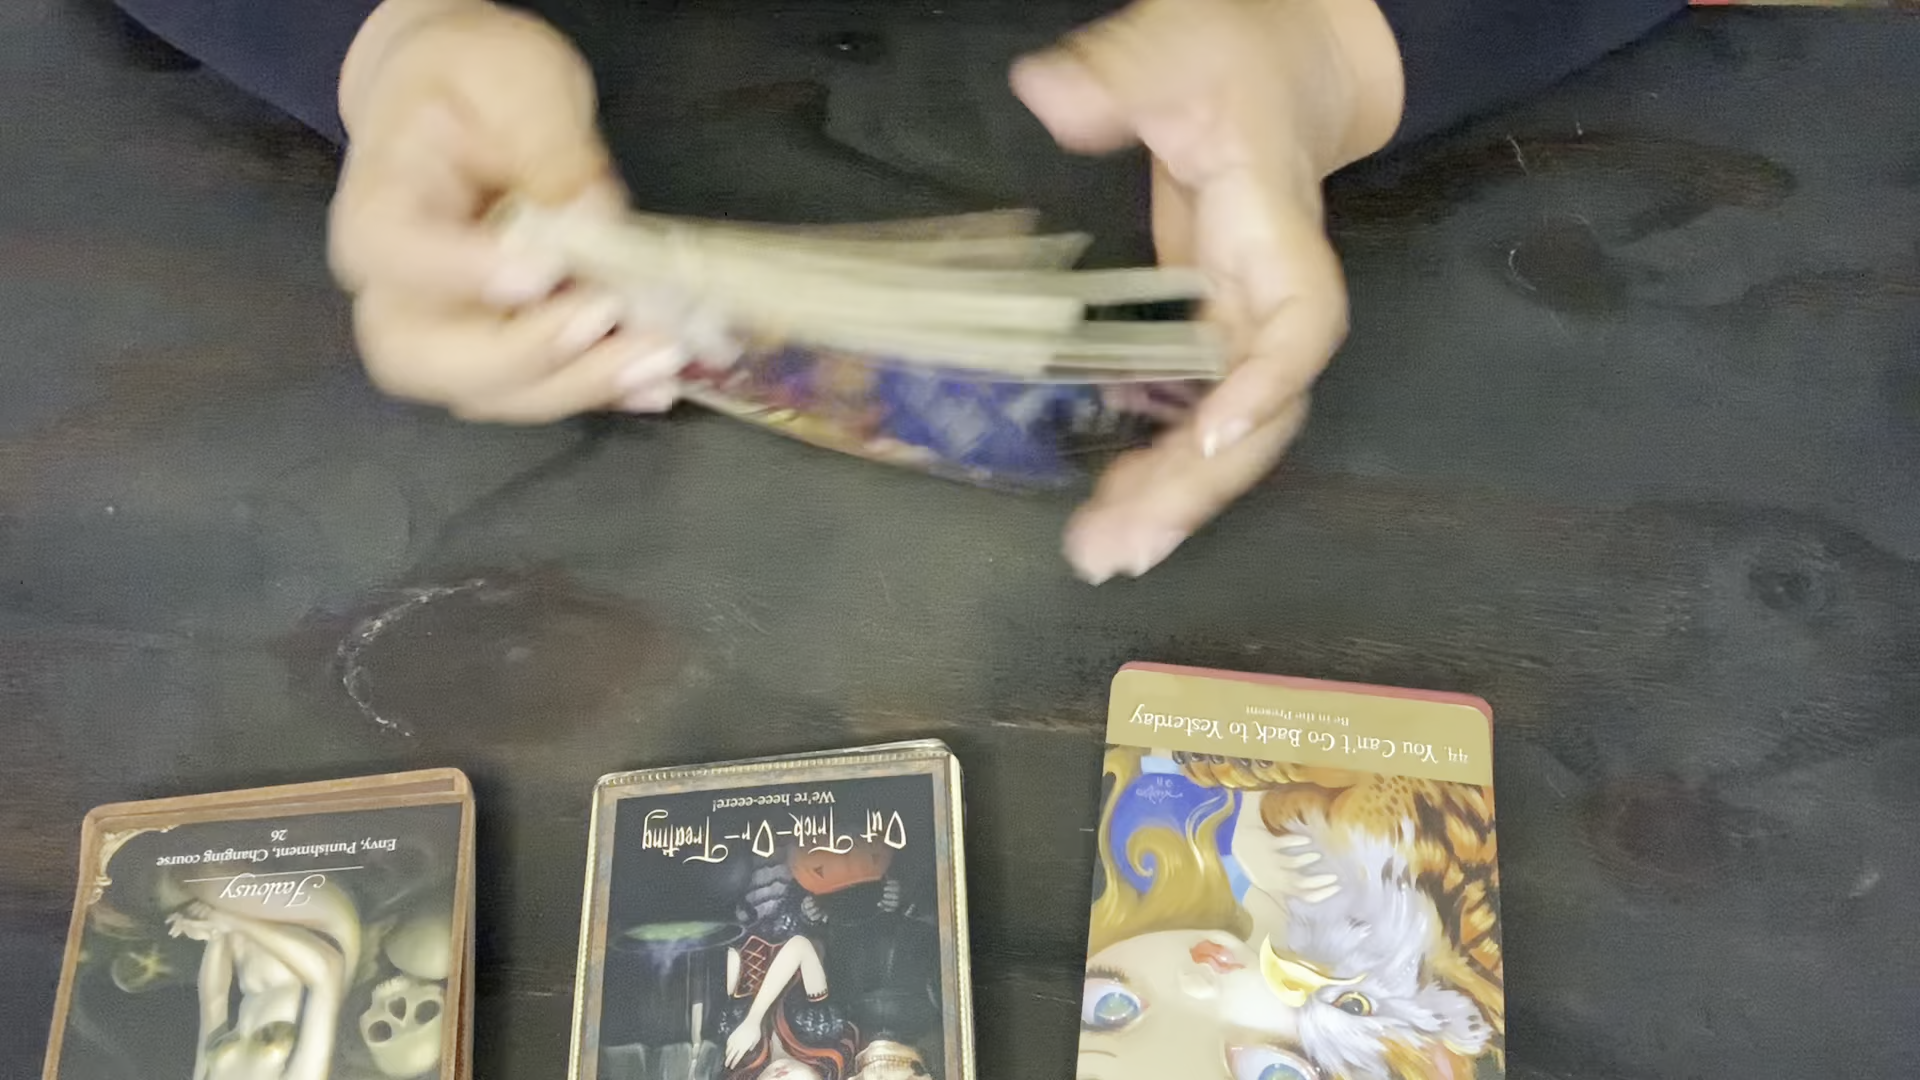 Jealousy
Envy, Punishment, Changing course
26
Out Trick-Or-Treating
We're heee-eeere!
44. You Can't Go Back to Yesterday
Be in the Present